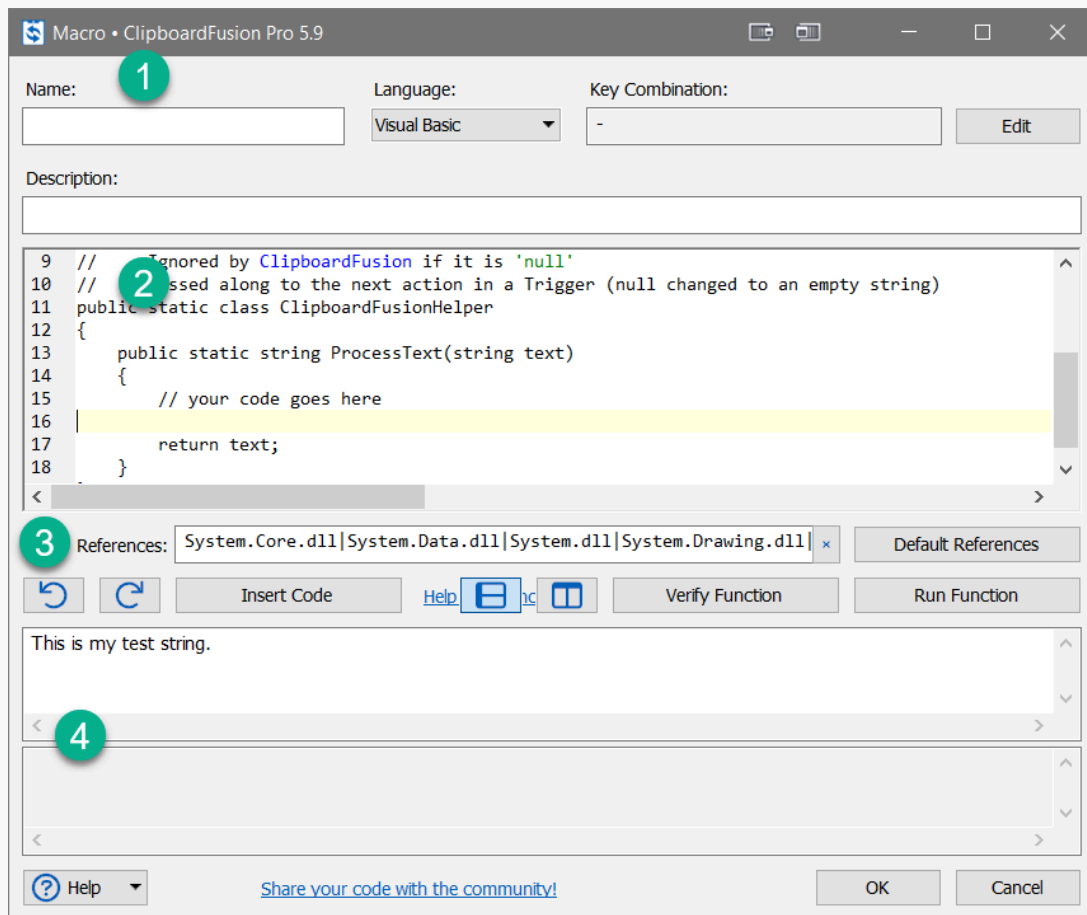 Macro • ClipboardFusion Pro 5.9
1
Name:
Language:
Key Combination:
Visual Basic
-
Edit
Description:
9 // Ignored by ClipboardFusion if it is 'null'
2
10 // ssed along to the next action in a Trigger (null changed to an empty string)
11 public static class ClipboardFusionHelper
12 {
13 public static string ProcessText(string text)
14 {
15 // your code goes here
16
17 return text;
18 }
3
References:
System.Core.dll|System.Data.dll|System.dll|System.Drawing.dll|
×
Default References
Insert Code
Help
Verify Function
Run Function
This is my test string.
4
? Help
Share your code with the community!
OK
Cancel